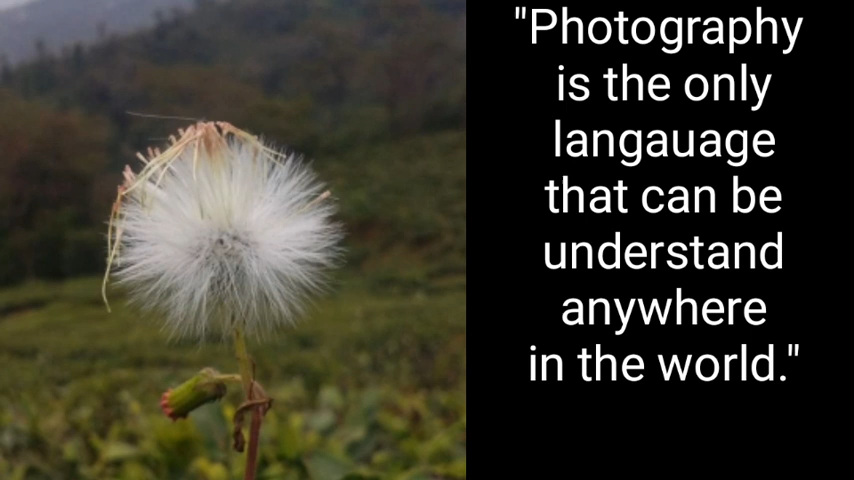 "Photography
is the only
langauage
that can be
understand
anywhere
in the world."